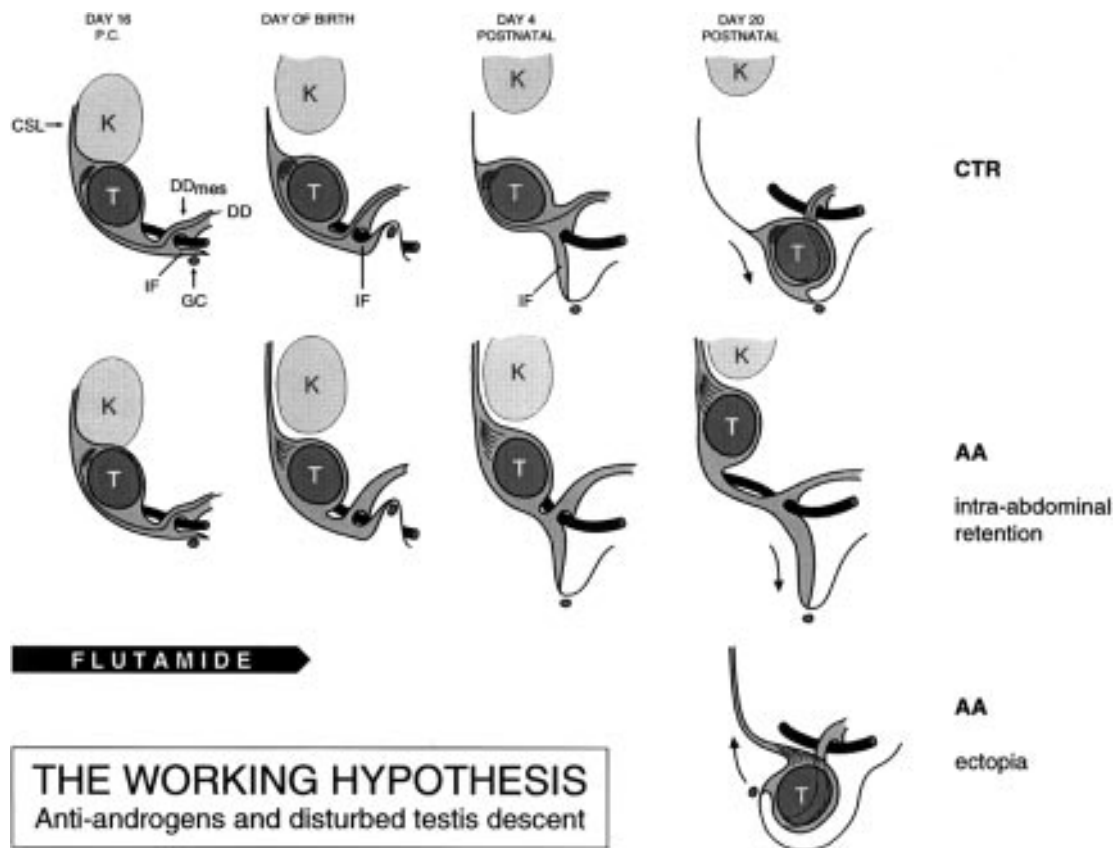 DAY 16
P.C.
DAY OF BIRTH
DAY 4
POSTNATAL
DAY 20
POSTNATAL
K
K
K
K
CSL
T
T
T
T
DDmes
DD
IF
GC
IF
IF
CTR
K
K
K
K
T
T
T
T
AA
intra-abdominal
retention
FLUTAMIDE
T
AA
ectopia
THE WORKING HYPOTHESIS
Anti-androgens and disturbed testis descent